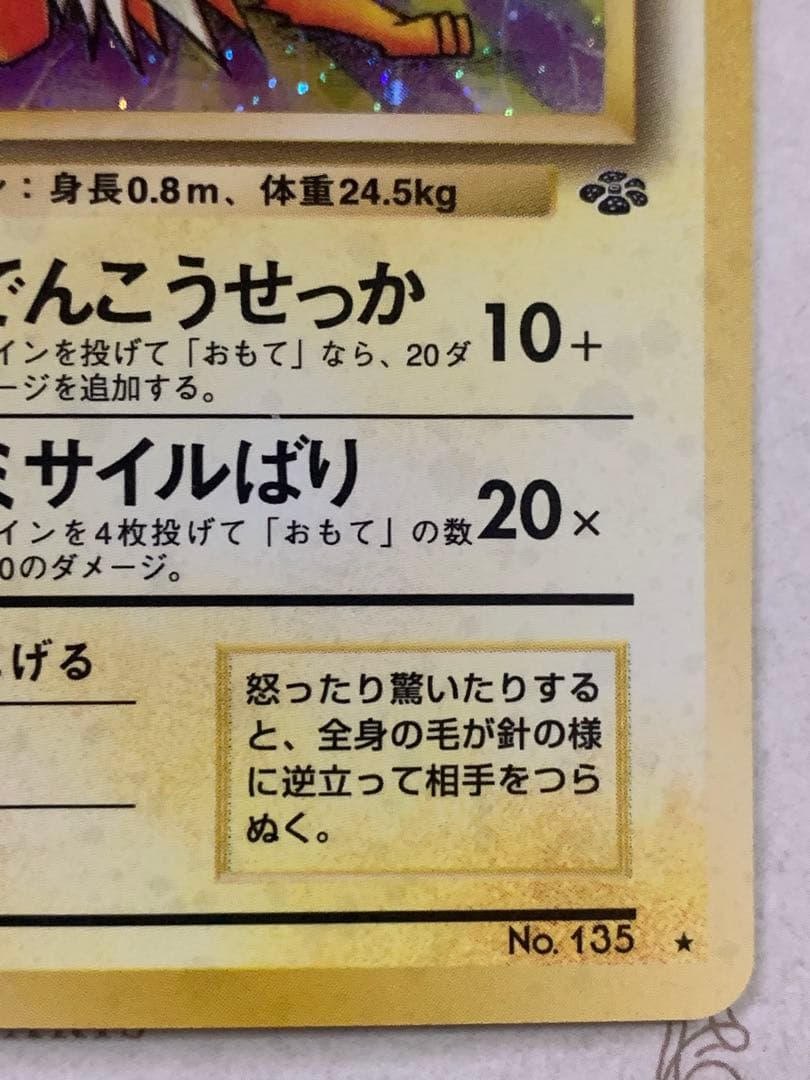 ：身長0.8m、体重24.5kg
でんこうせっか 10+
インを投げて「おもて」なら、20ダ
ージを追加する。
ミサイルばり 20×
インを4枚投げて「おもて」の数
0のダメージ。
げる
怒ったり驚いたりする
と、全身の毛が針の様
に逆立って相手をつら
ぬく。
No. 135 ★